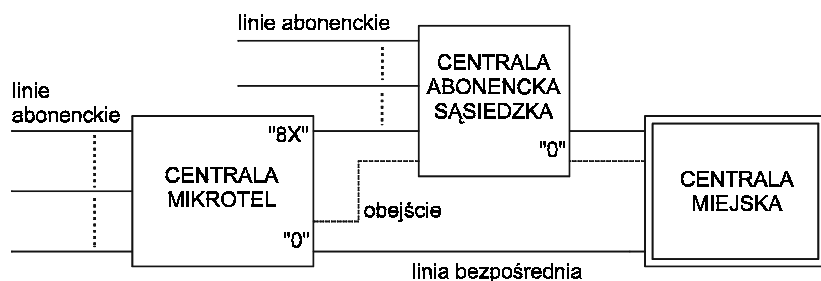 linie abonenckie
CENTRALA
ABONENCKA
SĄSIEDZKA
"0"
linie
abonenckie
"8X"
CENTRALA
MIKROTEL
"0"
obejście
CENTRALA
MIEJSKA
linia bezpośrednia